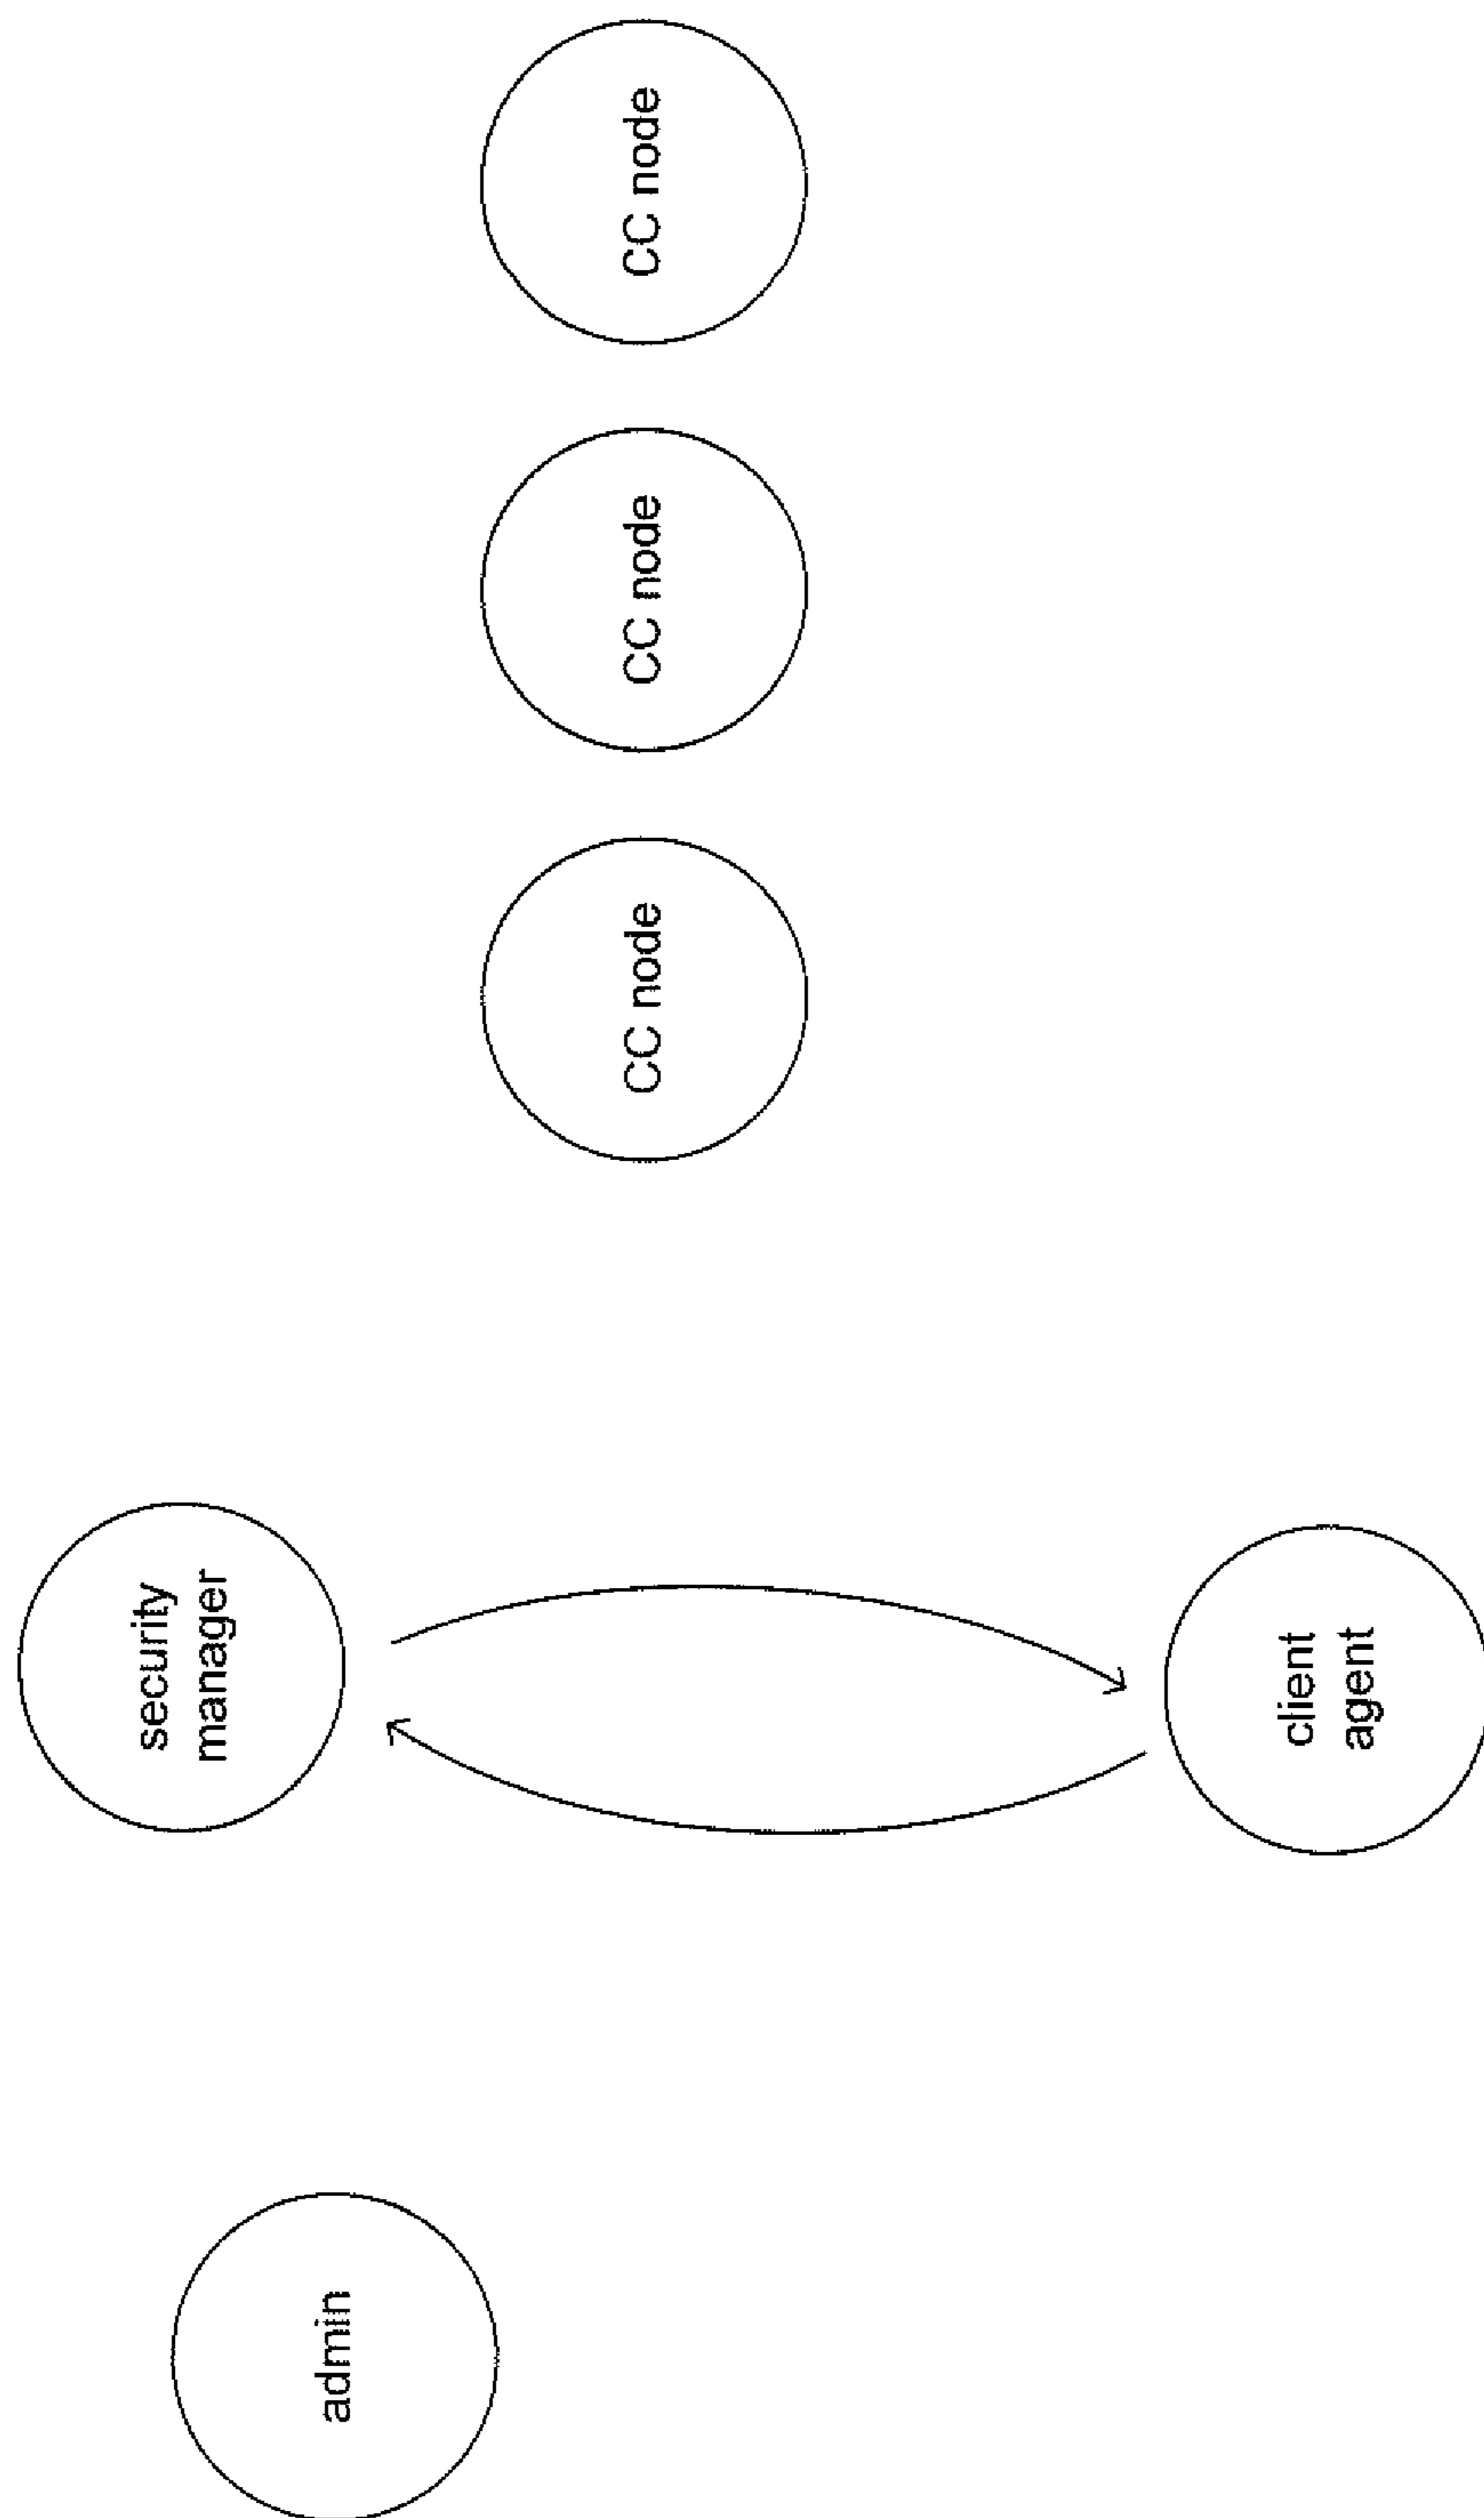 security
manager
admin
CC node
CC node
CC node
client
agent